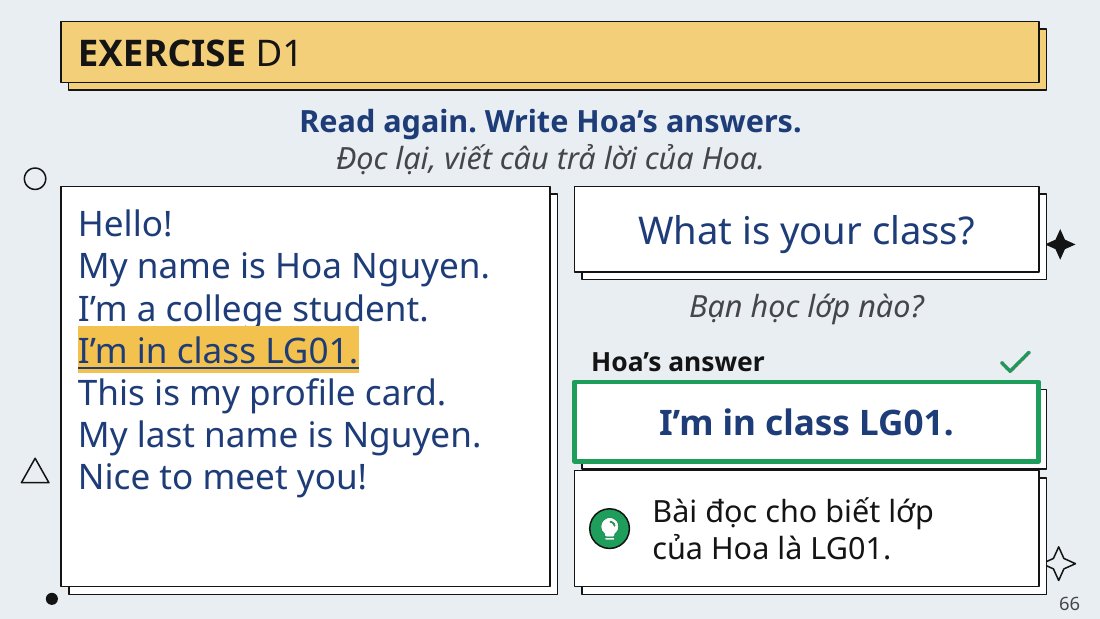 EXERCISE D1
Read again. Write Hoa’s answers.
Đọc lại, viết câu trả lời của Hoa.
Hello!
My name is Hoa Nguyen.
I’m a college student.
I’m in class LG01.
This is my profile card.
My last name is Nguyen.
Nice to meet you!
What is your class?
Bạn học lớp nào?
Hoa’s answer
I’m in class LG01.
Bài đọc cho biết lớp
của Hoa là LG01.
66